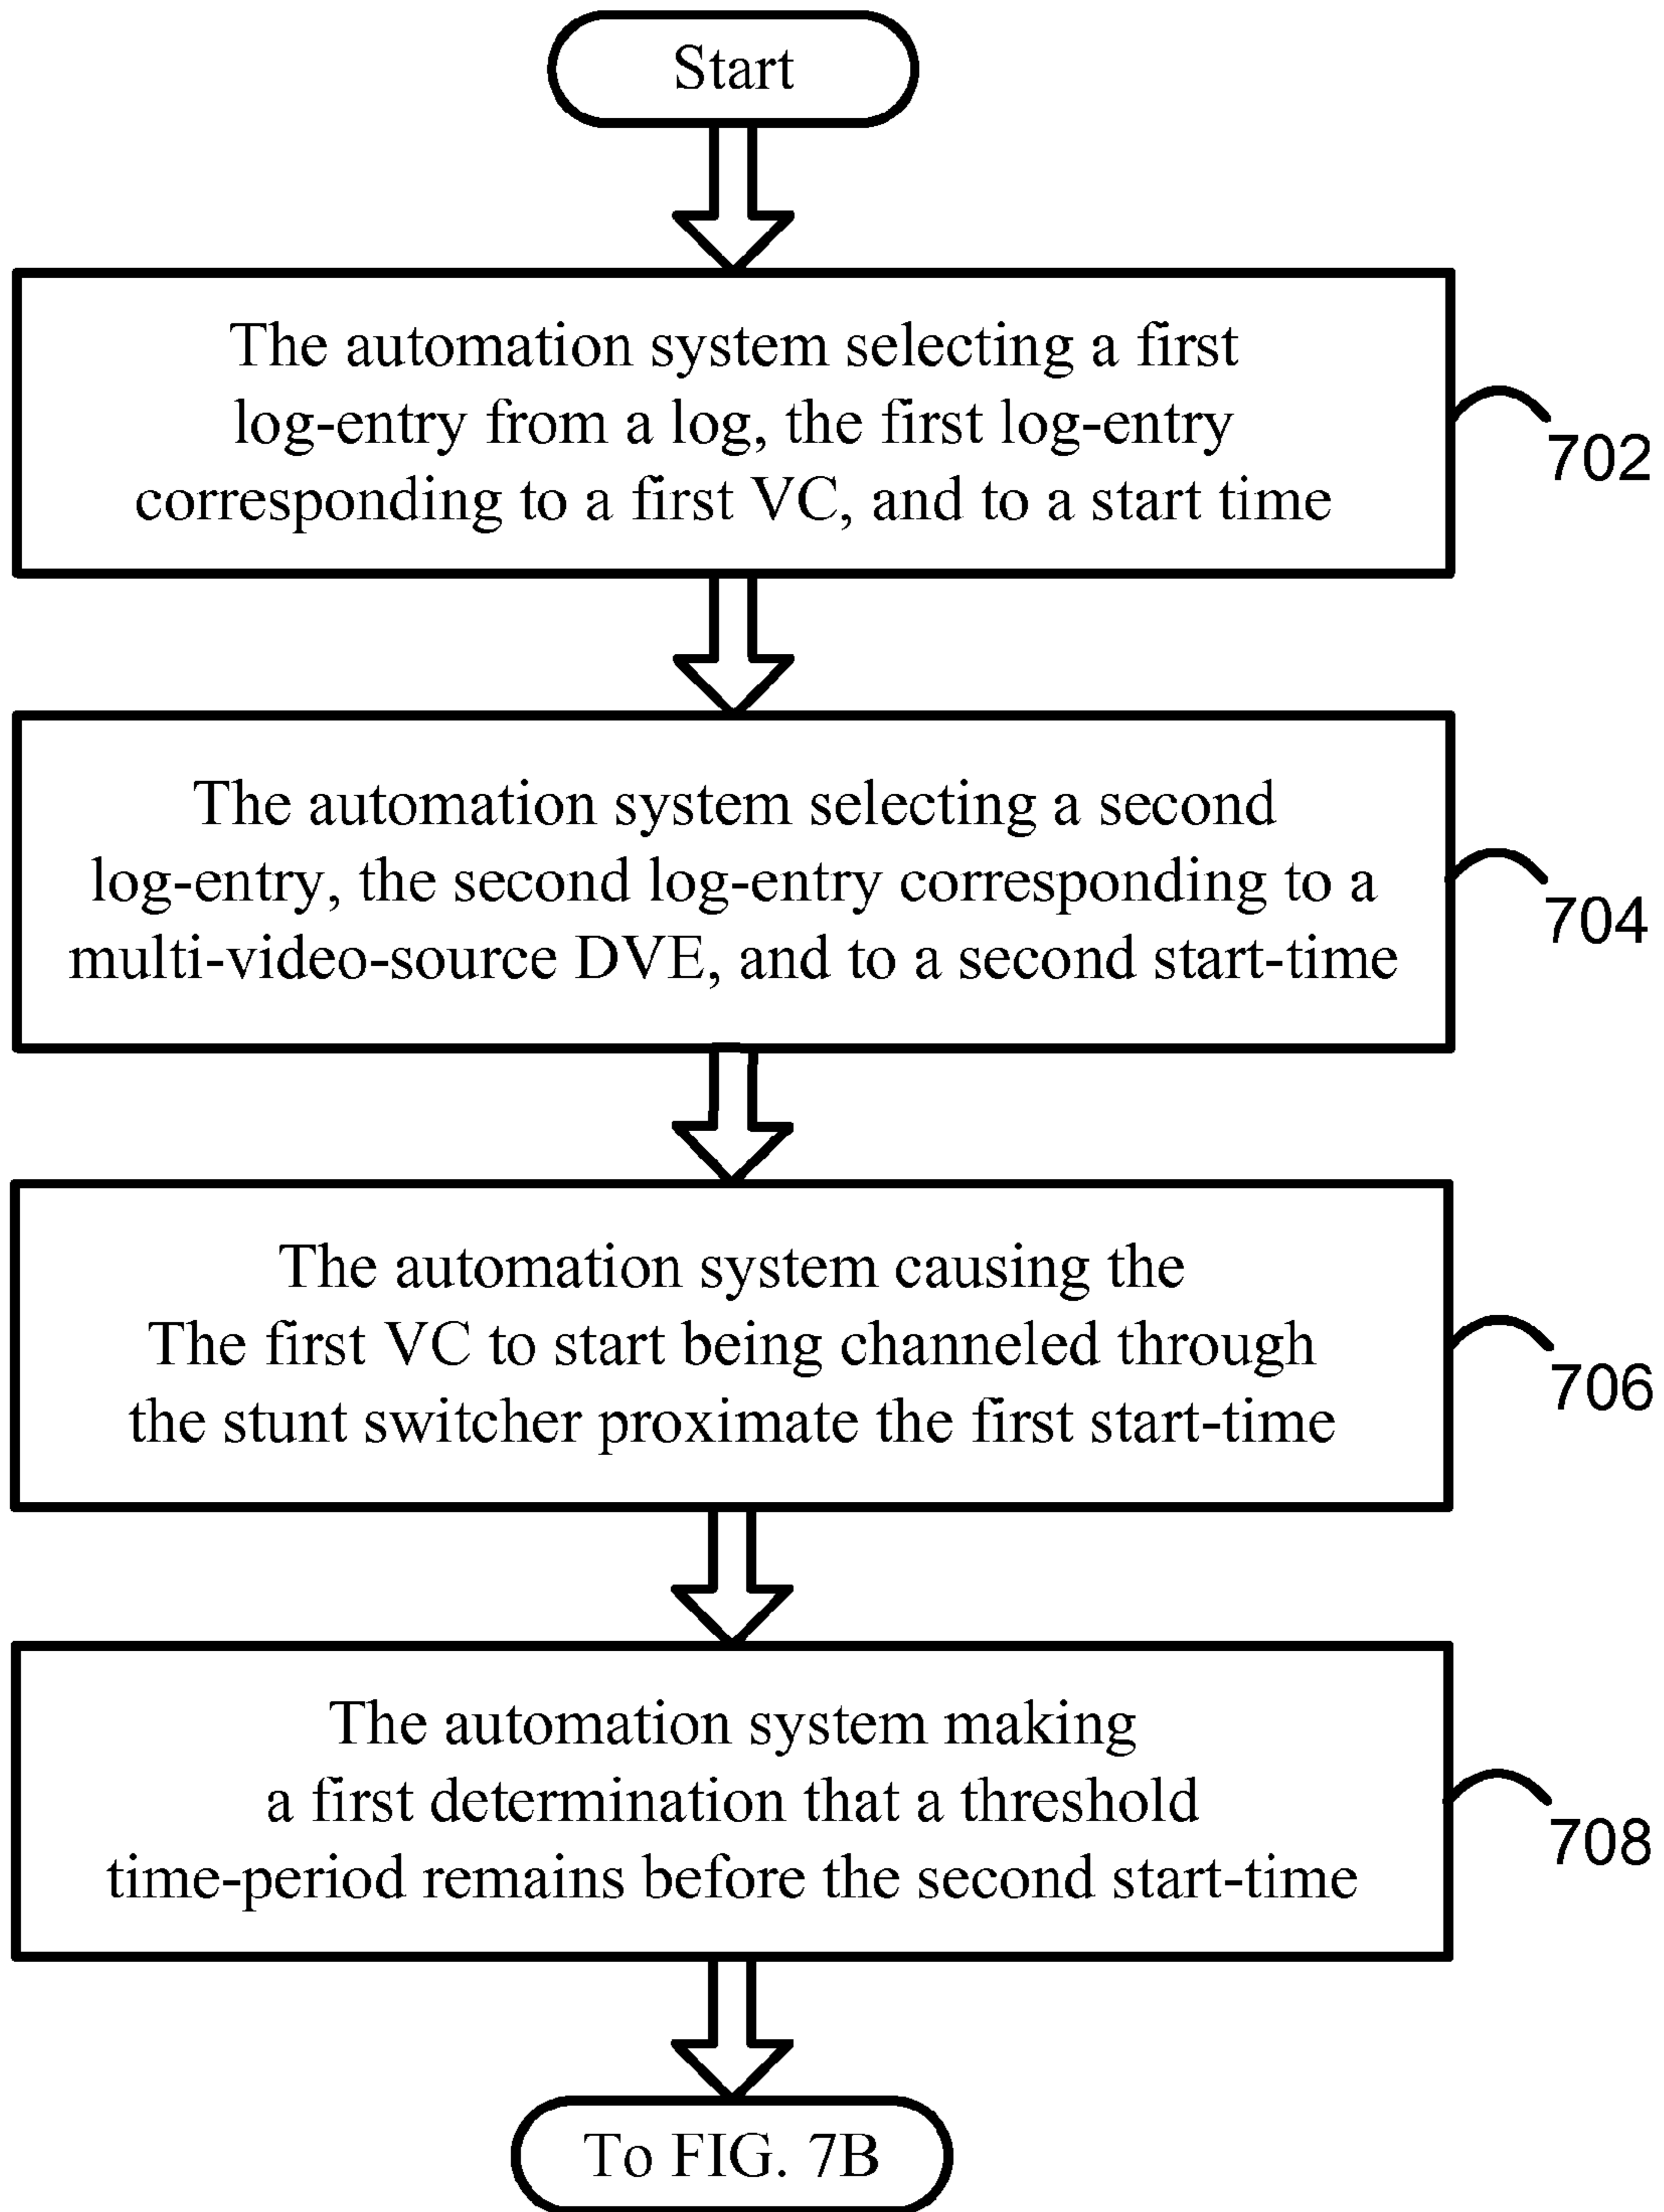 Start
The automation system selecting a first
log-entry from a log, the first log-entry
corresponding to a first VC, and to a start time
702
The automation system selecting a second
log-entry, the second log-entry corresponding to a
multi-video-source DVE, and to a second start-time
704
The automation system causing the
The first VC to start being channeled through
the stunt switcher proximate the first start-time
706
The automation system making
a first determination that a threshold
time-period remains before the second start-time
708
To FIG. 7B